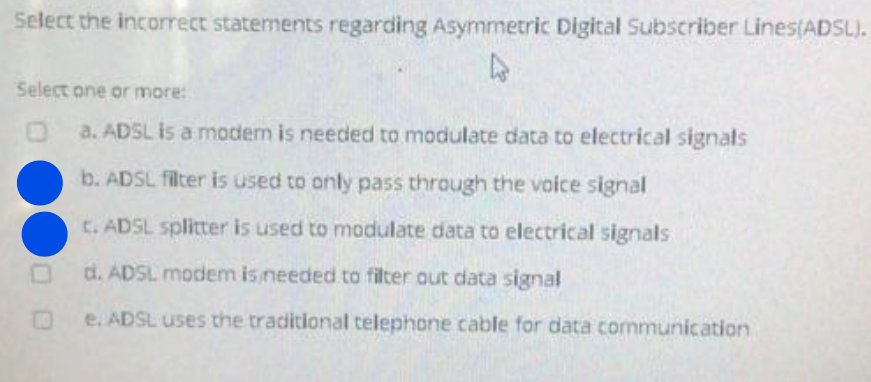 Select the incorrect statements regarding Asymmetric Digital Subscriber Lines(ADSL).
Select one or more:
a. ADSL is a modem is needed to modulate data to electrical signals
b. ADSL filter is used to only pass through the voice signal
c. ADSL splitter is used to modulate data to electrical signals
d. ADSL modem is needed to filter out data signal
e. ADSL uses the traditional telephone cable for data communication